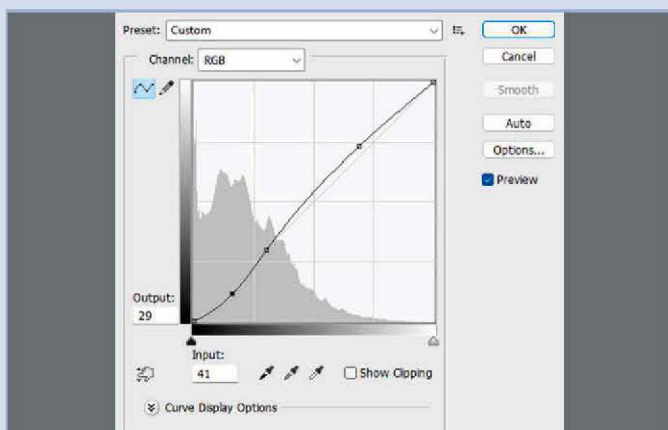 Preset: Custom
OK
Channel: RGB
Cancel
Smooth
Auto
Options...
Preview
Output:
29
Input:
41
Show Clipping
Curve Display Options